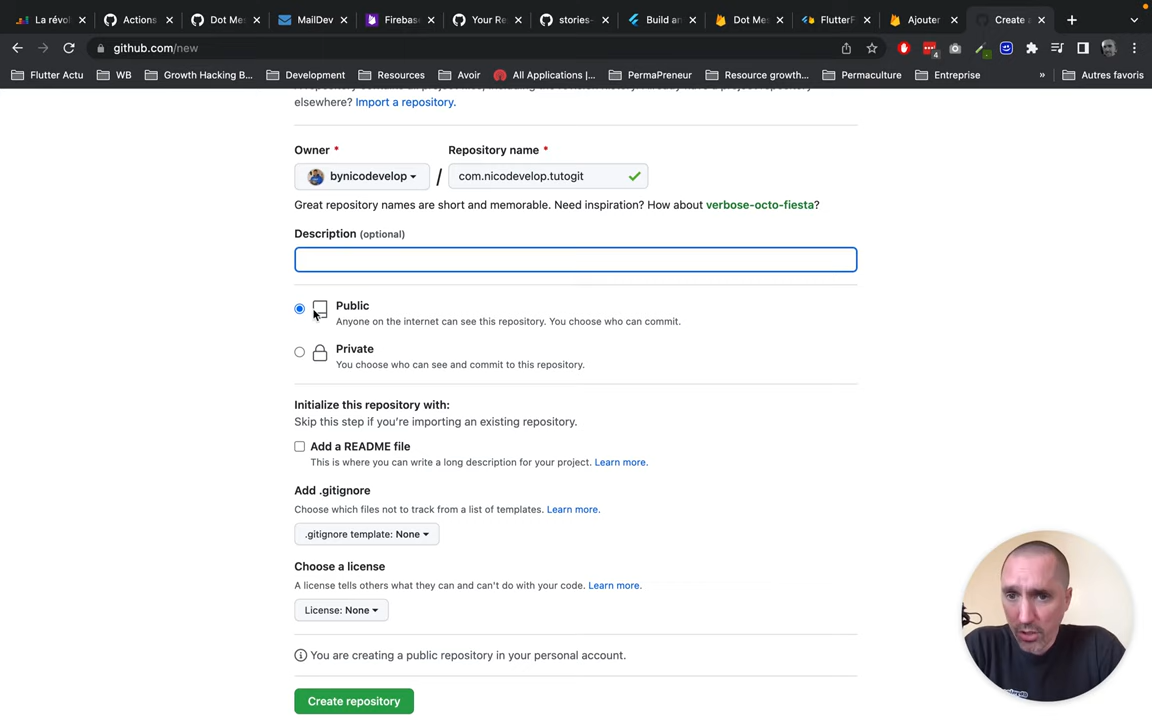 La révol
Actions
Dot Mes
MailDev
Firebase
Your Re
stories-
Build an
Dot Mes
FlutterF
Ajouter
Create a
github.com/new
4
Flutter Actu
WB
Growth Hacking B...
Development
Resources
Avoir
All Applications |...
PermaPreneur
Resource growth...
Permaculture
Entreprise
»
Autres favoris
elsewhere? Import a repository.
Owner *
Repository name *
bynicodevelop
/
com.nicodevelop.tutogit
Great repository names are short and memorable. Need inspiration? How about verbose-octo-fiesta?
Description (optional)
Public
Anyone on the internet can see this repository. You choose who can commit.
Private
You choose who can see and commit to this repository.
Initialize this repository with:
Skip this step if you're importing an existing repository.
Add a README file
This is where you can write a long description for your project. Learn more.
Add .gitignore
Choose which files not to track from a list of templates. Learn more.
.gitignore template: None
Choose a license
A license tells others what they can and can't do with your code. Learn more.
License: None
You are creating a public repository in your personal account.
Create repository